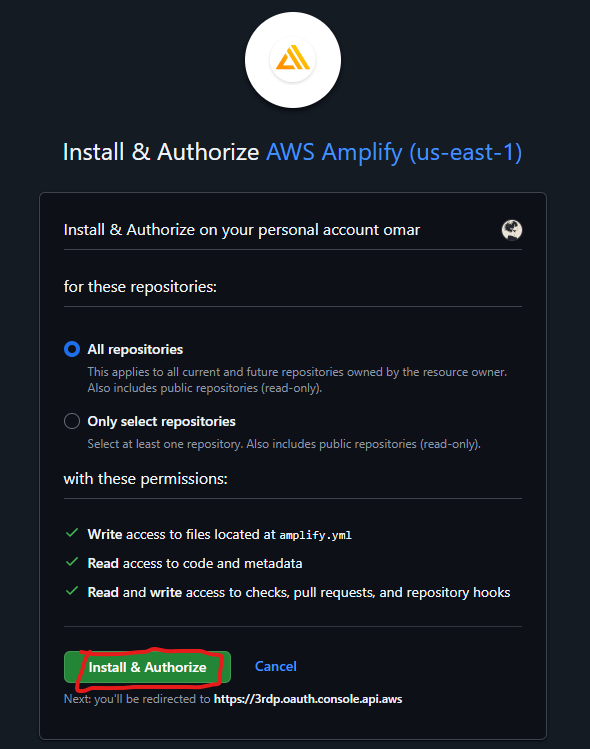 Install & Authorize AWS Amplify (us-east-1)
Install & Authorize on your personal account omar
for these repositories:
All repositories
This applies to all current and future repositories owned by the resource owner.
Also includes public repositories (read-only).
Only select repositories
Select at least one repository. Also includes public repositories (read-only).
with these permissions:
Write access to files located at amplify.yml
Read access to code and metadata
Read and write access to checks, pull requests, and repository hooks
Install & Authorize
Cancel
Next: you'll be redirected to https://3rdp.oauth.console.api.aws